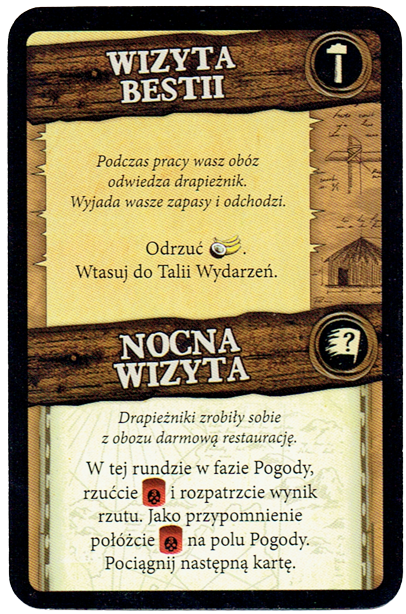 WIZYTA
BESTII
Podczas pracy wasz obóz
odwiedza drapieżnik.
Wyjada wasze zapasy i odchodzi.
Odrzuć .
Wtasuj do Talii Wydarzeń.
NOCNA
WIZYTA
?
Drapieżniki zrobiły sobie
z obozu darmową restaurację.
W tej rundzie w fazie Pogody,
rzućcie i rozpatrzcie wynik
rzutu. Jako przypomnienie
połóżcie na polu Pogody.
Pociągnij następną kartę.